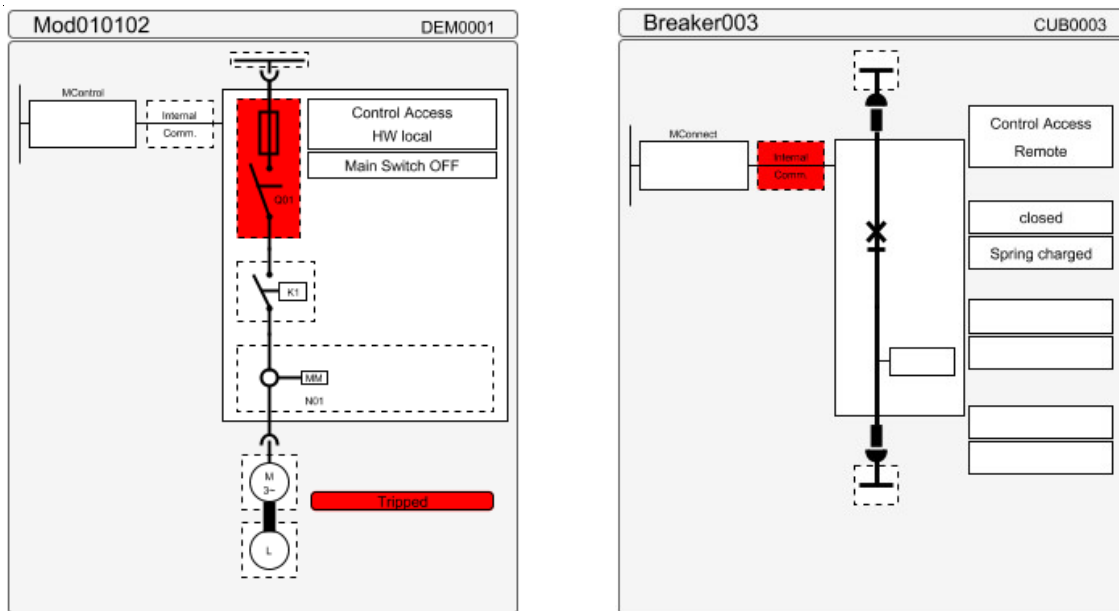 Mod010102
DEM0001
MControl
Internal
Comm.
Control Access
HW local
Main Switch OFF
Q01
K1
MM
N01
M
3~
Tripped
L
Breaker003
CUB0003
MConnect
Internal
Comm.
Control Access
Remote
closed
Spring charged